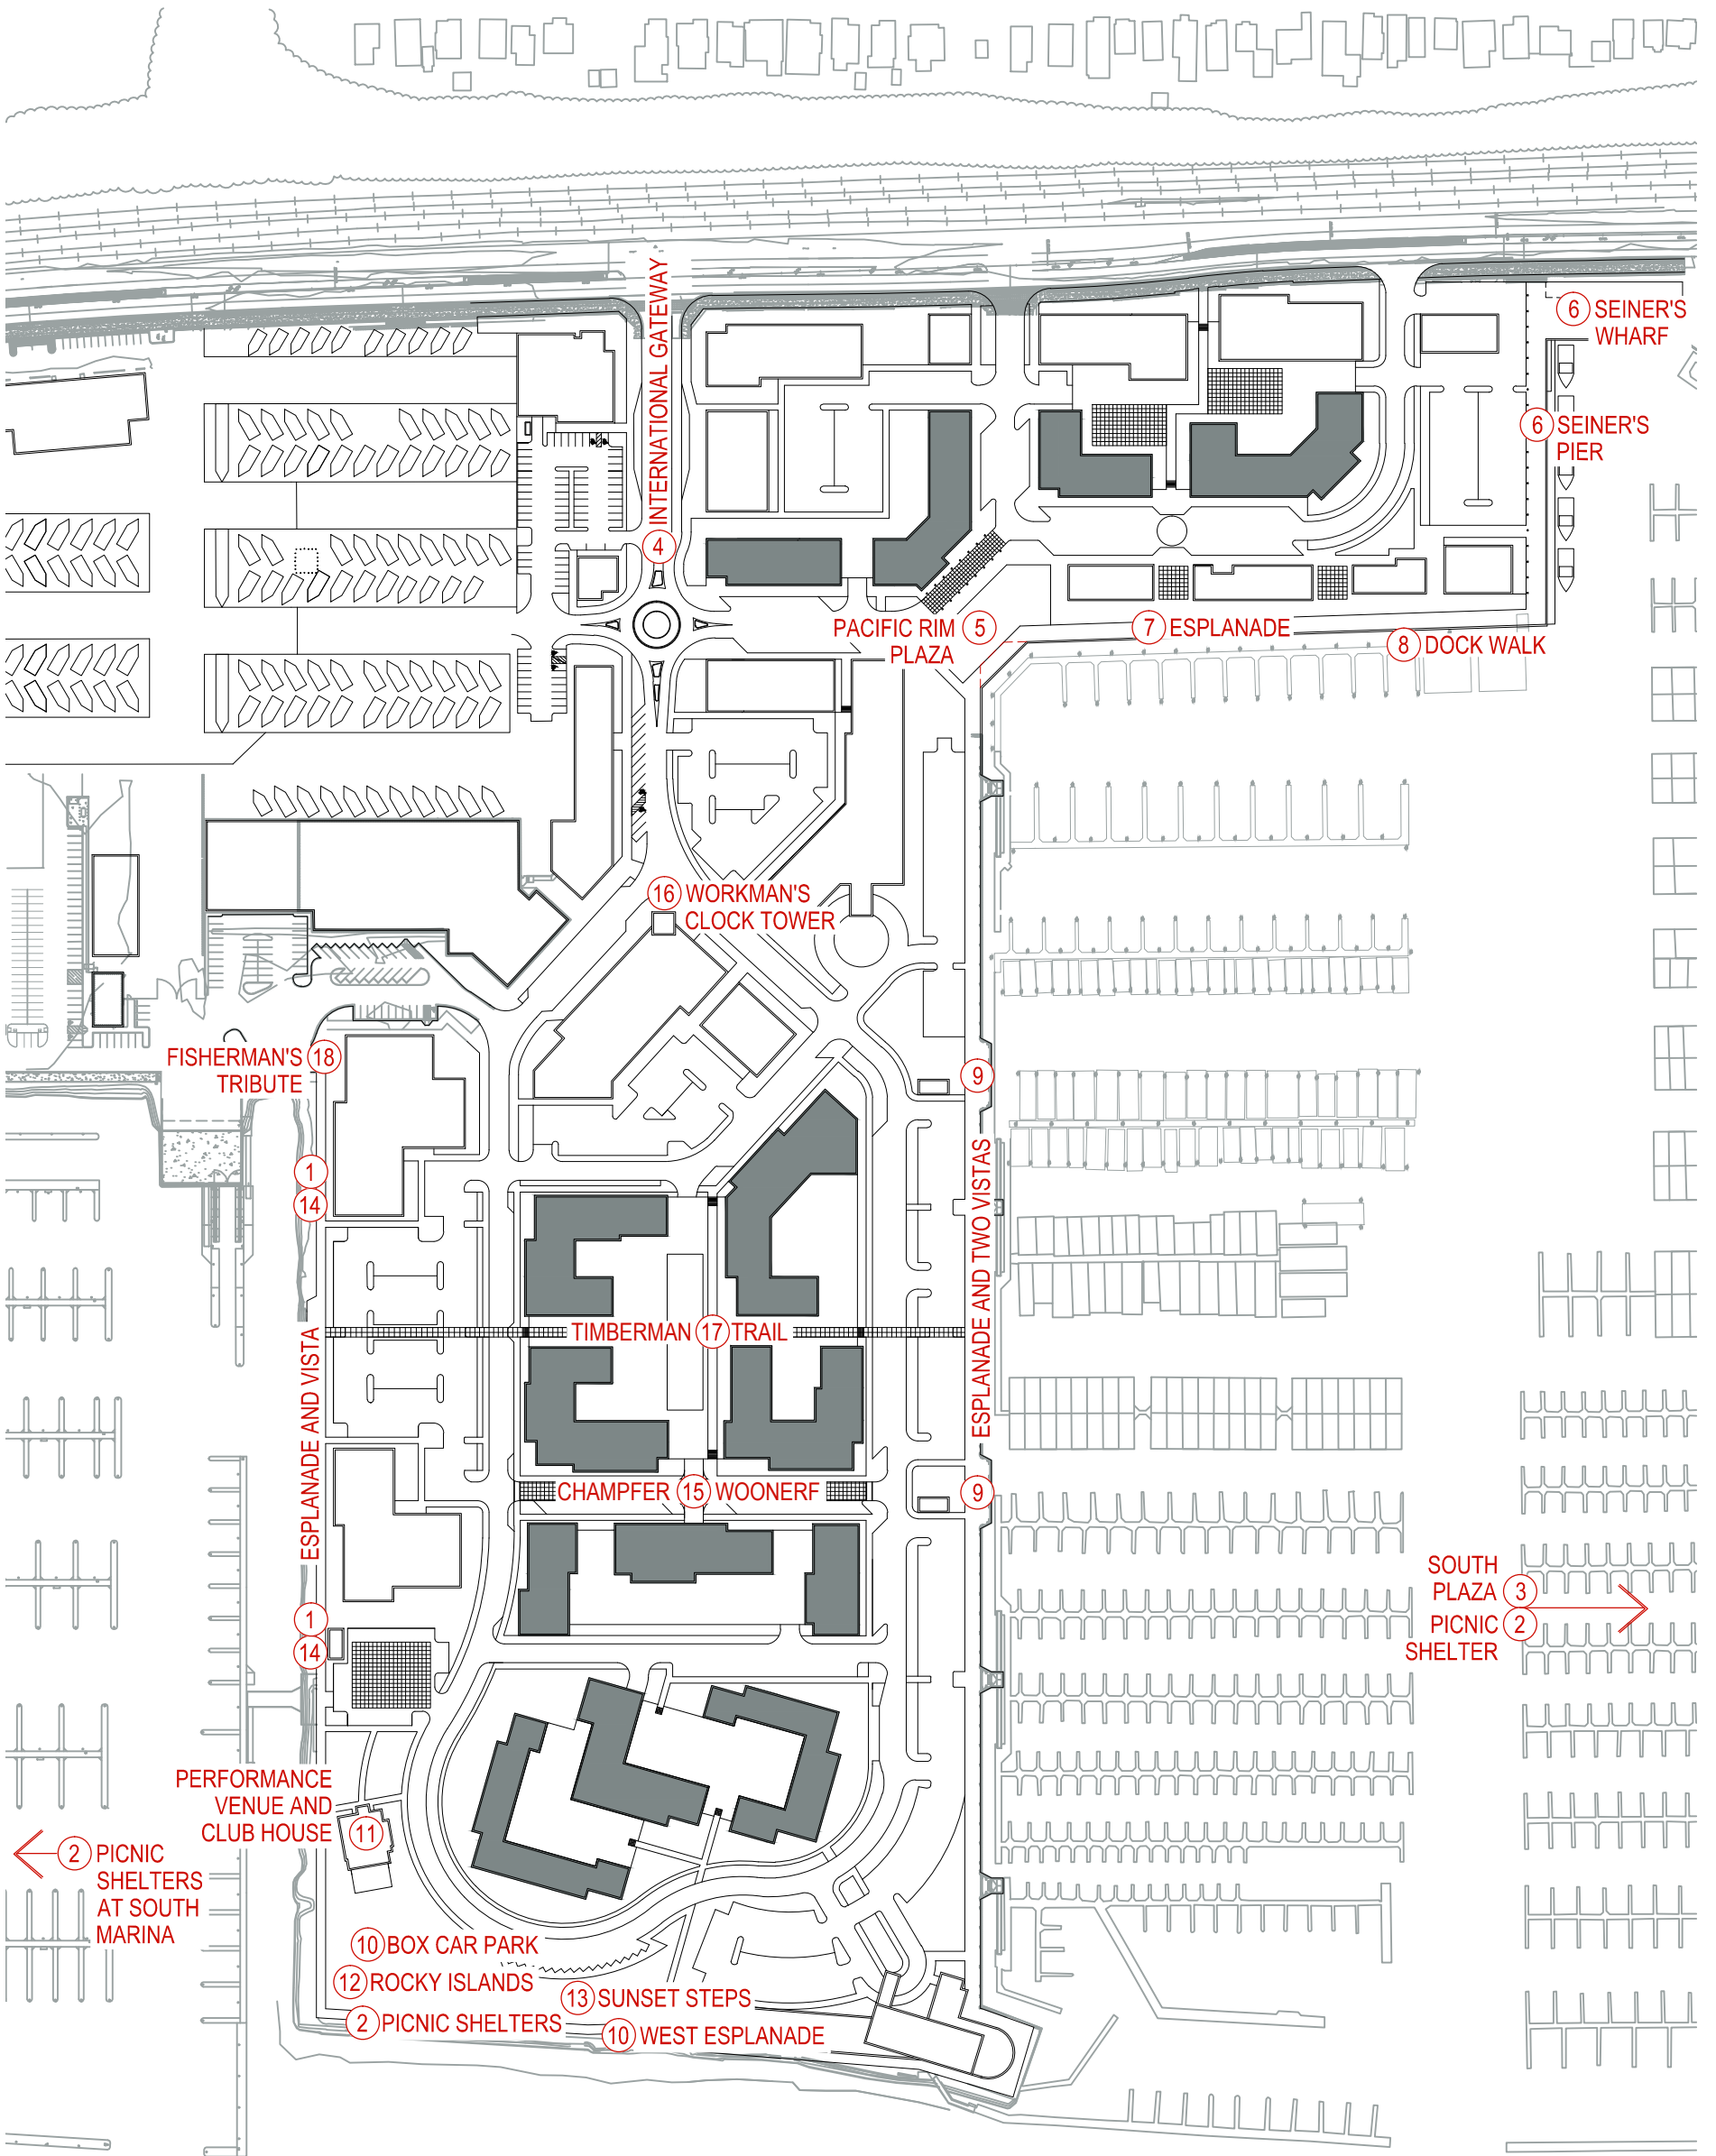 INTERNATIONAL GATEWAY
4
6 SEINER'S
WHARF
6 SEINER'S
PIER
PACIFIC RIM 5
PLAZA
7 ESPLANADE
8 DOCK WALK
16 WORKMAN'S
CLOCK TOWER
FISHERMAN'S 18
TRIBUTE
9
1
14
ESPLANADE AND TWO VISTAS
ESPLANADE AND VISTA
TIMBERMAN 17 TRAIL
CHAMPFER 15 WOONERF
9
SOUTH
PLAZA 3
PICNIC 2
SHELTER
1
14
PERFORMANCE
VENUE AND
CLUB HOUSE 11
2 PICNIC
SHELTERS
AT SOUTH
MARINA
10 BOX CAR PARK
12 ROCKY ISLANDS
13 SUNSET STEPS
2 PICNIC SHELTERS
10 WEST ESPLANADE